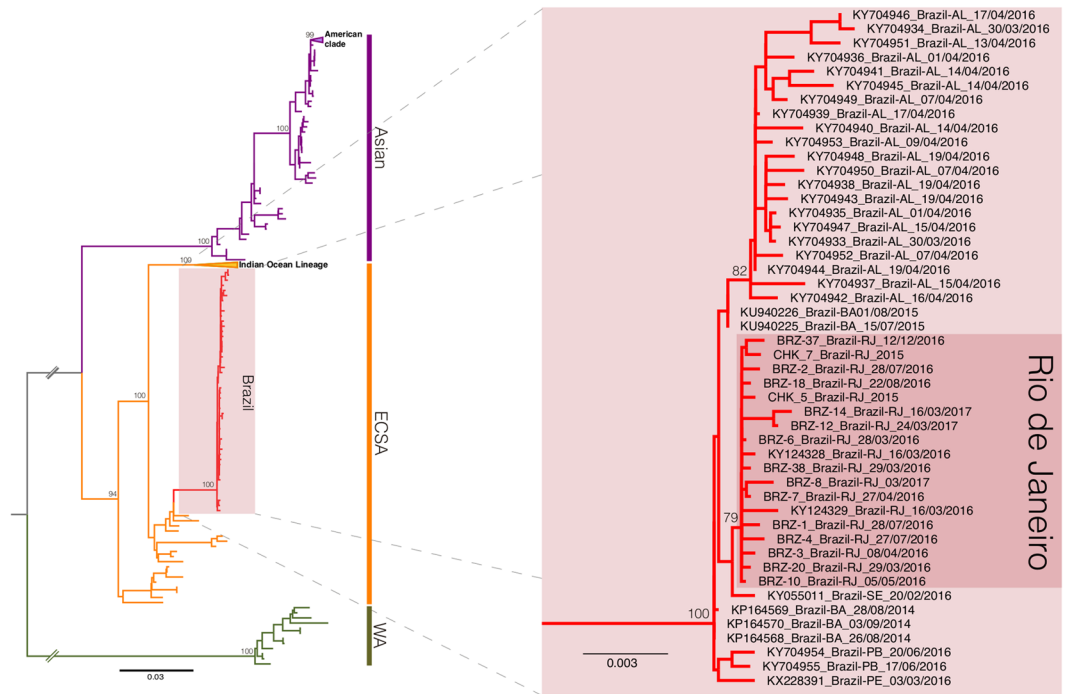 99
American
clade
100
Asian
100
100
Indian Ocean Lineage
Brazil
100
ECSA
100
94
WA
100
0.03
KY704946_Brazil-AL_17/04/2016
KY704934_Brazil-AL_30/03/2016
KY704951_Brazil-AL_13/04/2016
KY704936_Brazil-AL_01/04/2016
KY704941_Brazil-AL_14/04/2016
KY704945_Brazil-AL_14/04/2016
KY704949_Brazil-AL_07/04/2016
KY704939_Brazil-AL_17/04/2016
KY704940_Brazil-AL_14/04/2016
KY704953_Brazil-AL_09/04/2016
KY704948_Brazil-AL_19/04/2016
KY704950_Brazil-AL_07/04/2016
KY704938_Brazil-AL_19/04/2016
KY704943_Brazil-AL_19/04/2016
KY704935_Brazil-AL_01/04/2016
KY704947_Brazil-AL_15/04/2016
KY704933_Brazil-AL_30/03/2016
KY704952_Brazil-AL_07/04/2016
82
KY704944_Brazil-AL_19/04/2016
KY704937_Brazil-AL_15/04/2016
KY704942_Brazil-AL_16/04/2016
KU940226_Brazil-BA01/08/2015
KU940225_Brazil-BA_15/07/2015
BRZ-37_Brazil-RJ_12/12/2016
CHK_7_Brazil-RJ_2015
BRZ-2_Brazil-RJ_28/07/2016
BRZ-18_Brazil-RJ_22/08/2016
CHK_5_Brazil-RJ_2015
BRZ-14_Brazil-RJ_16/03/2017
BRZ-12_Brazil-RJ_24/03/2017
BRZ-6_Brazil-RJ_28/03/2016
KY124328_Brazil-RJ_16/03/2016
BRZ-38_Brazil-RJ_29/03/2016
BRZ-8_Brazil-RJ_03/2017
BRZ-7_Brazil-RJ_27/04/2016
KY124329_Brazil-RJ_16/03/2016
79
BRZ-1_Brazil-RJ_28/07/2016
BRZ-4_Brazil-RJ_27/07/2016
BRZ-3_Brazil-RJ_08/04/2016
BRZ-20_Brazil-RJ_29/03/2016
BRZ-10_Brazil-RJ_05/05/2016
Rio de Janeiro
KY055011_Brazil-SE_20/02/2016
KP164569_Brazil-BA_28/08/2014
100
KP164570_Brazil-BA_03/09/2014
KP164568_Brazil-BA_26/08/2014
KY704954_Brazil-PB_20/06/2016
KY704955_Brazil-PB_17/06/2016
KX228391_Brazil-PE_03/03/2016
0.003